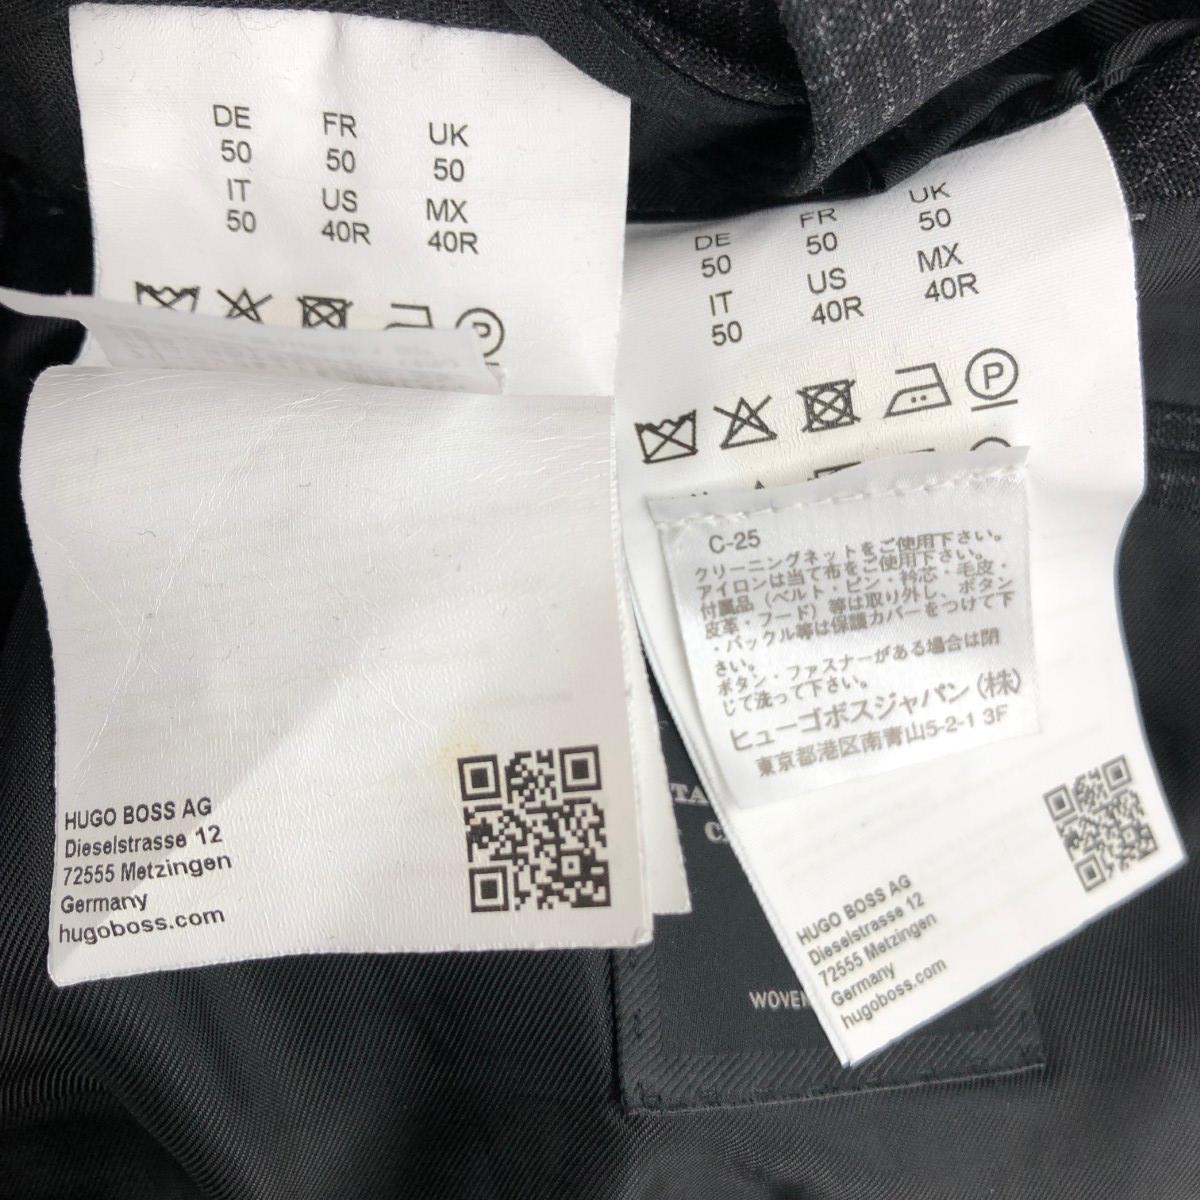 DE FR UK
50 50 50
IT US MX
50 40R 40R
P
HUGO BOSS AG
Dieselstrasse 12
72555 Metzingen
Germany
hugoboss.com
DE FR UK
50 50 50
IT US MX
50 40R 40R
P
C-25
クリーニングネットをご使用下さい。
アイロンは当て布をご使用下さい。
付属品（ベルト・ピン・衿芯・毛皮・
皮革・フード）等は取り外し、ボタン
・バックル等は保護カバーをつけて下
さい。
ボタン・ファスナーがある場合は閉
じて洗って下さい。
ヒューゴボスジャパン(株)
東京都港区南青山5-2-1 3F
HUGO BOSS AG
Dieselstrasse 12
72555 Metzingen
Germany
hugoboss.com
TA
C
WOVEN